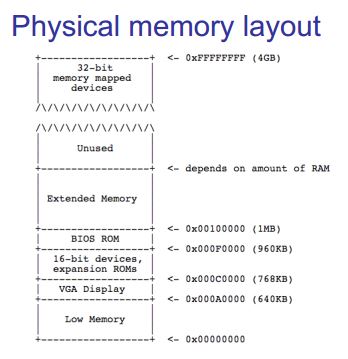 Physical memory layout
+------------------+ <- 0xFFFFFFFF (4GB)
| 32-bit |
| memory mapped |
| devices |
| |
/\/\/\/\/\/\/\/\/\/\
/\/\/\/\/\/\/\/\/\/\
| |
| Unused |
| |
+------------------+ <- depends on amount of RAM
| |
| |
| Extended Memory |
| |
| |
+------------------+ <- 0x00100000 (1MB)
| BIOS ROM |
+------------------+ <- 0x000F0000 (960KB)
| 16-bit devices, |
| expansion ROMs |
+------------------+ <- 0x000C0000 (768KB)
| VGA Display |
+------------------+ <- 0x000A0000 (640KB)
| |
| Low Memory |
| |
+------------------+ <- 0x00000000